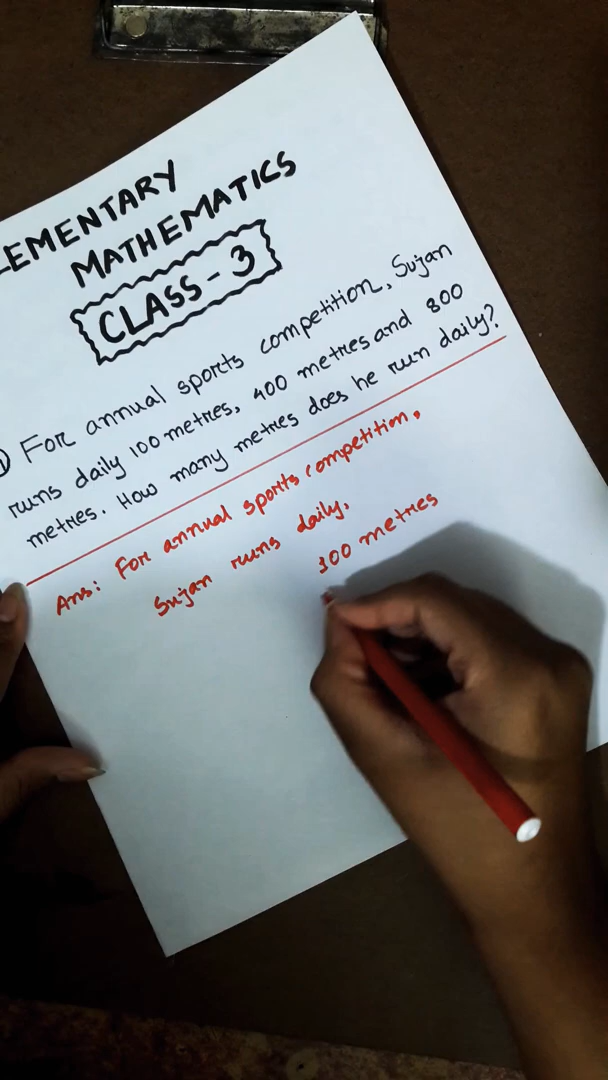 LEMENTARY
MATHEMATICS
CLASS-3
1) For annual sports competition, Sujan
runs daily 100 metres, 400 metres and 800
metres. How many metres does he run daily?
Ans: For annual sports competition,
Sujan runs daily,
100 metres